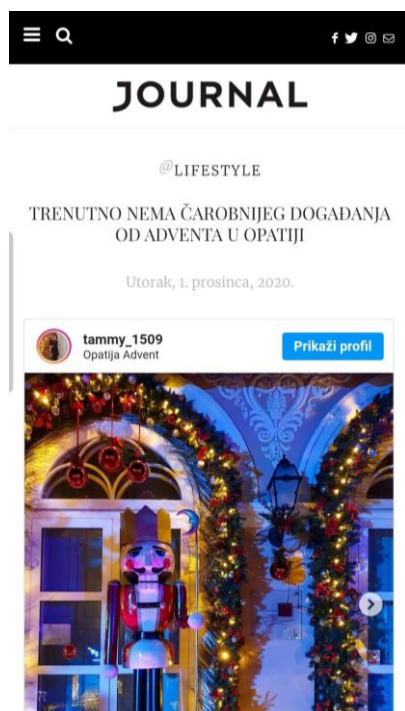 JOURNAL
@LIFESTYLE
TRENUTNO NEMA ČAROBNIJEG DOGAĐANJA
OD ADVENTA U OPATIJI
Utorak, 1. prosinca, 2020.
tammy_1509
Opatija Advent
Prikaži profil